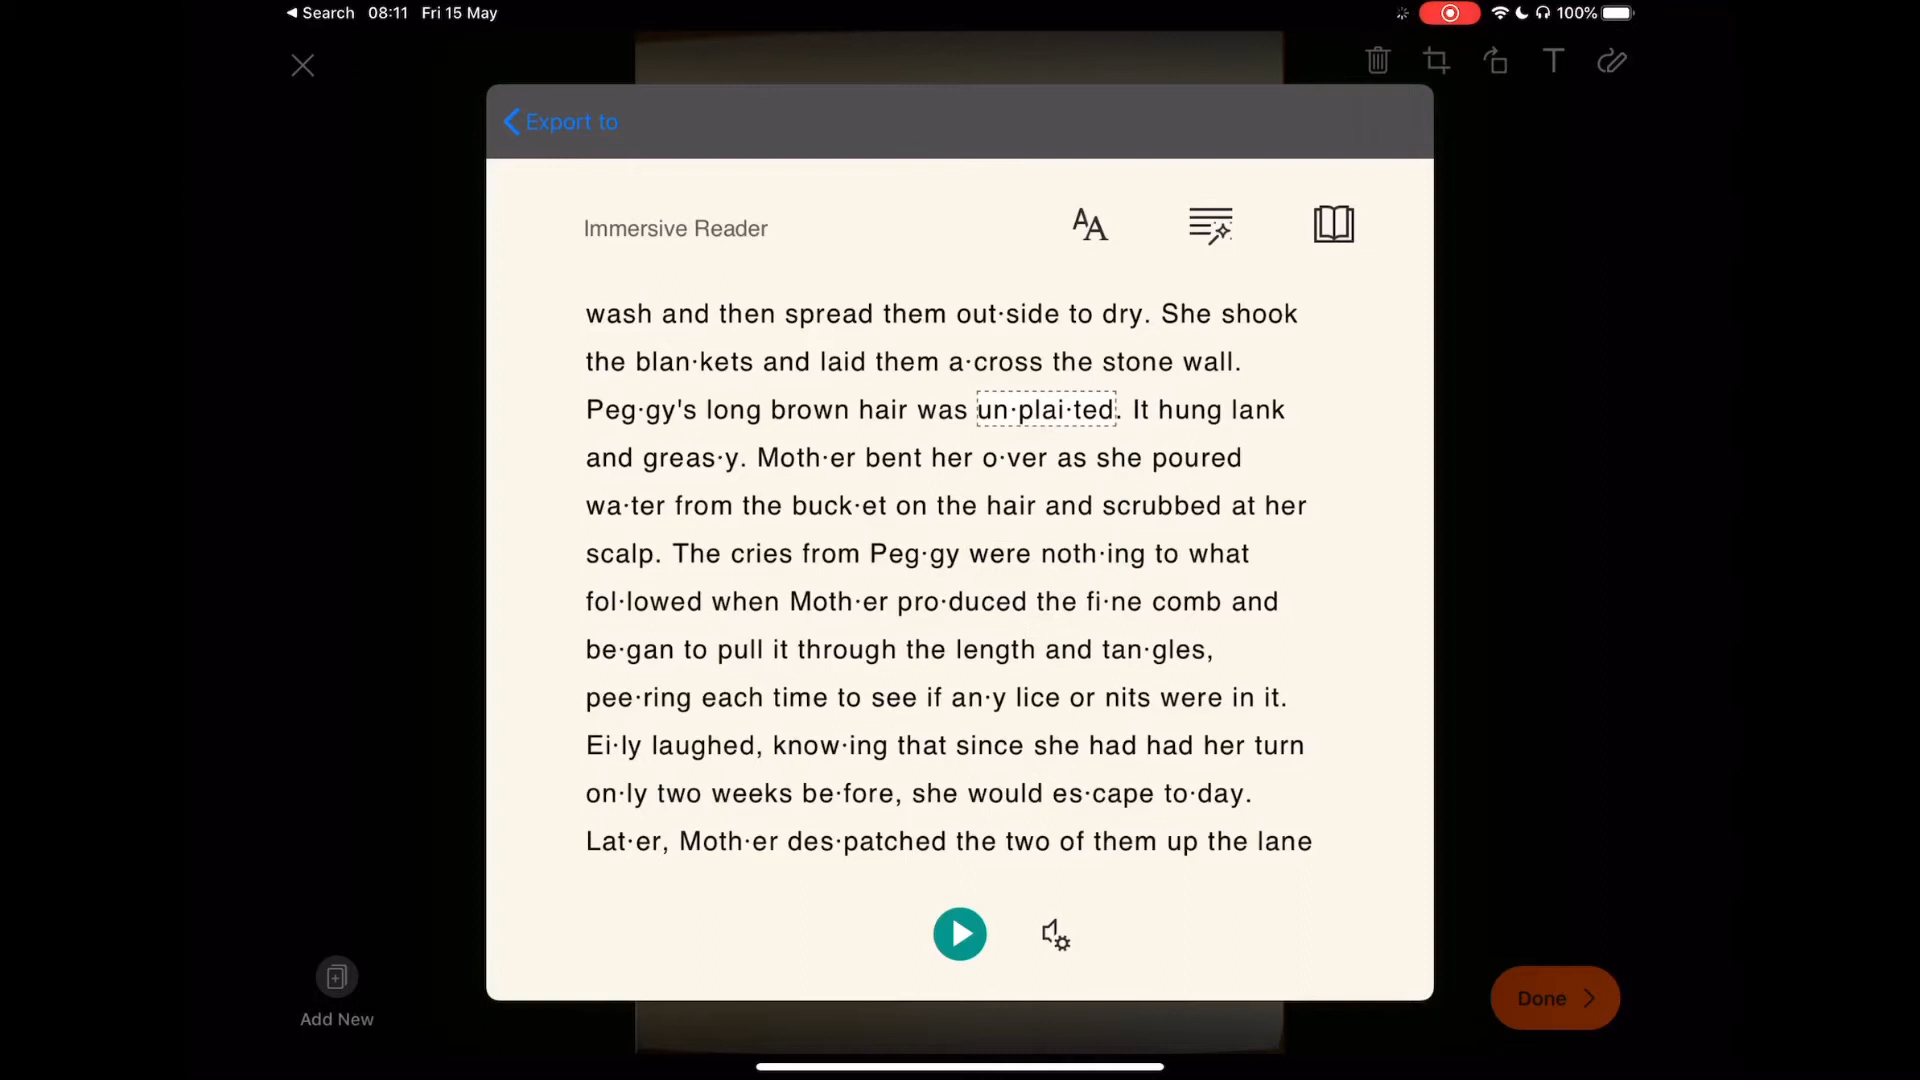 Search 08:11 Fri 15 May 100%
Export to
Immersive Reader
wash and then spread them out·side to dry. She shook
the blan·kets and laid them a·cross the stone wall.
Peg·gy's long brown hair was un·plai·ted. It hung lank
and greas·y. Moth·er bent her o·ver as she poured
wa·ter from the buck·et on the hair and scrubbed at her
scalp. The cries from Peg·gy were noth·ing to what
fol·lowed when Moth·er pro·duced the fi·ne comb and
be·gan to pull it through the length and tan·gles,
pee·ring each time to see if an·y lice or nits were in it.
Ei·ly laughed, know·ing that since she had had her turn
on·ly two weeks be·fore, she would es·cape to·day.
Lat·er, Moth·er des·patched the two of them up the lane
Add New
Done